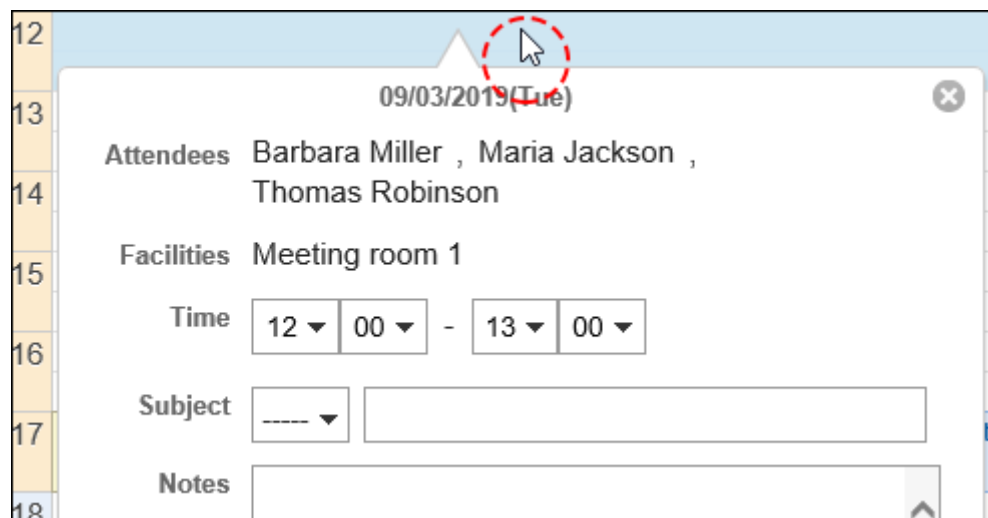 12
09/03/2019(Tue)
13
Attendees Barbara Miller , Maria Jackson ,
14
Thomas Robinson
Facilities Meeting room 1
15
Time 12 00 - 13 00
16
Subject -----
17
Notes
18